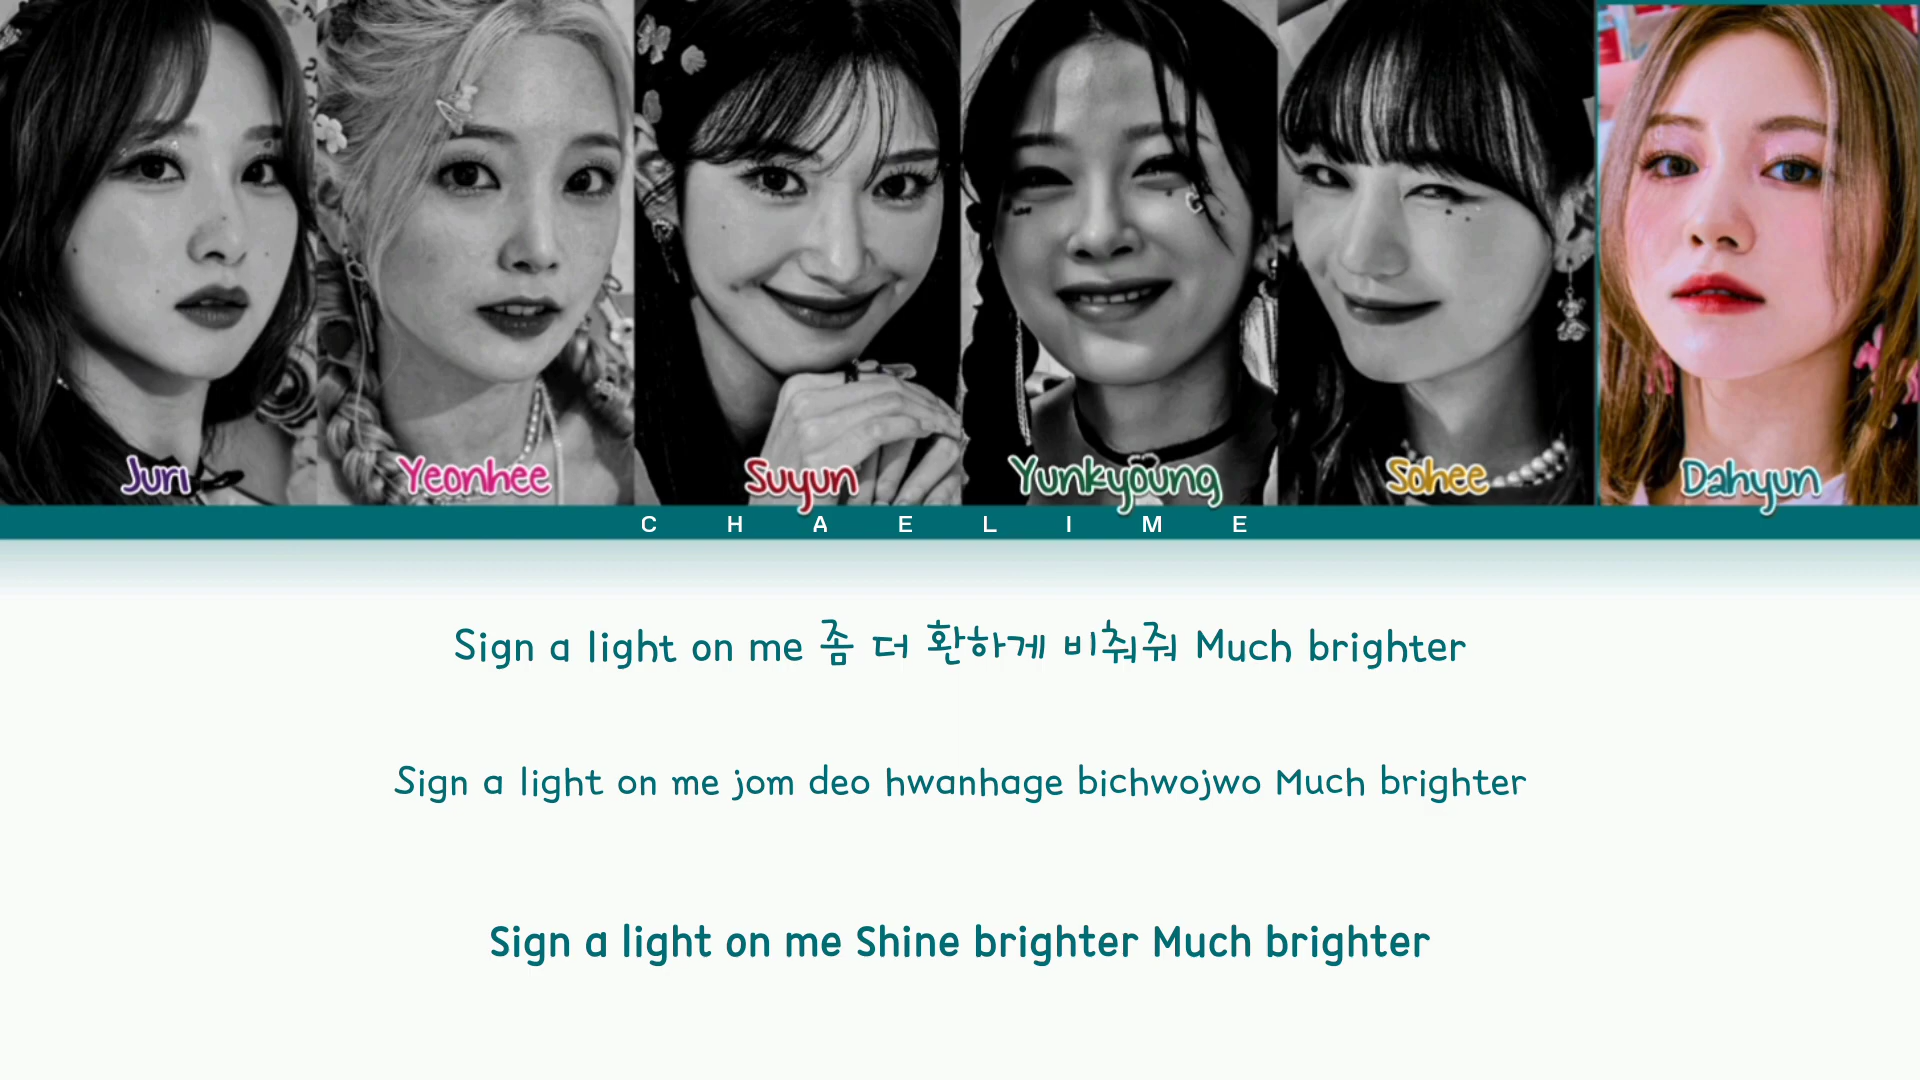 Juri Yeonhee Suyun Yunkyoung Sohee Dahyun
CHAELIME
Sign a light on me 좀 더 환하게 비춰줘 Much brighter
Sign a light on me jom deo hwanhage bichwojwo Much brighter
Sign a light on me Shine brighter Much brighter